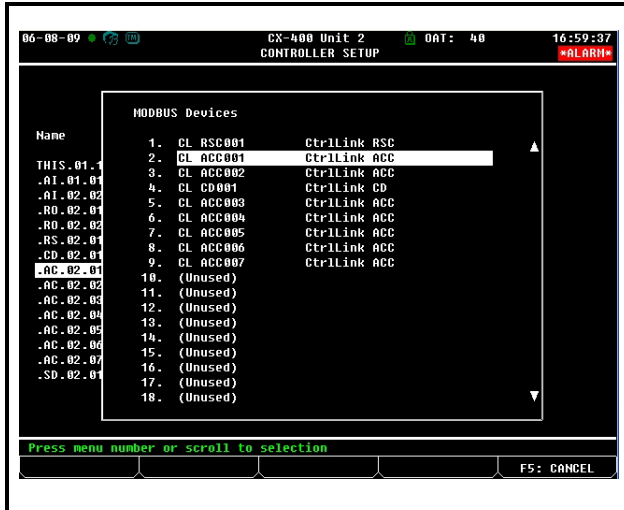 06-08-09 TM CX-400 Unit 2 OAT: 40 16:59:37
CONTROLLER SETUP *ALARM*
MODBUS Devices
Name
1. CL RSC001 CtrlLink RSC
2. CL ACC001 CtrlLink ACC
3. CL ACC002 CtrlLink ACC
4. CL CD001 CtrlLink CD
5. CL ACC003 CtrlLink ACC
6. CL ACC004 CtrlLink ACC
7. CL ACC005 CtrlLink ACC
8. CL ACC006 CtrlLink ACC
9. CL ACC007 CtrlLink ACC
10. (Unused)
11. (Unused)
12. (Unused)
13. (Unused)
14. (Unused)
15. (Unused)
16. (Unused)
17. (Unused)
18. (Unused)
THIS.01.1
.AI.01.01
.AI.02.02
.RO.02.01
.RO.02.02
.RS.02.01
.CD.02.01
.AC.02.01
.AC.02.02
.AC.02.03
.AC.02.04
.AC.02.05
.AC.02.06
.AC.02.07
.SD.02.01
Press menu number or scroll to selection
F5: CANCEL